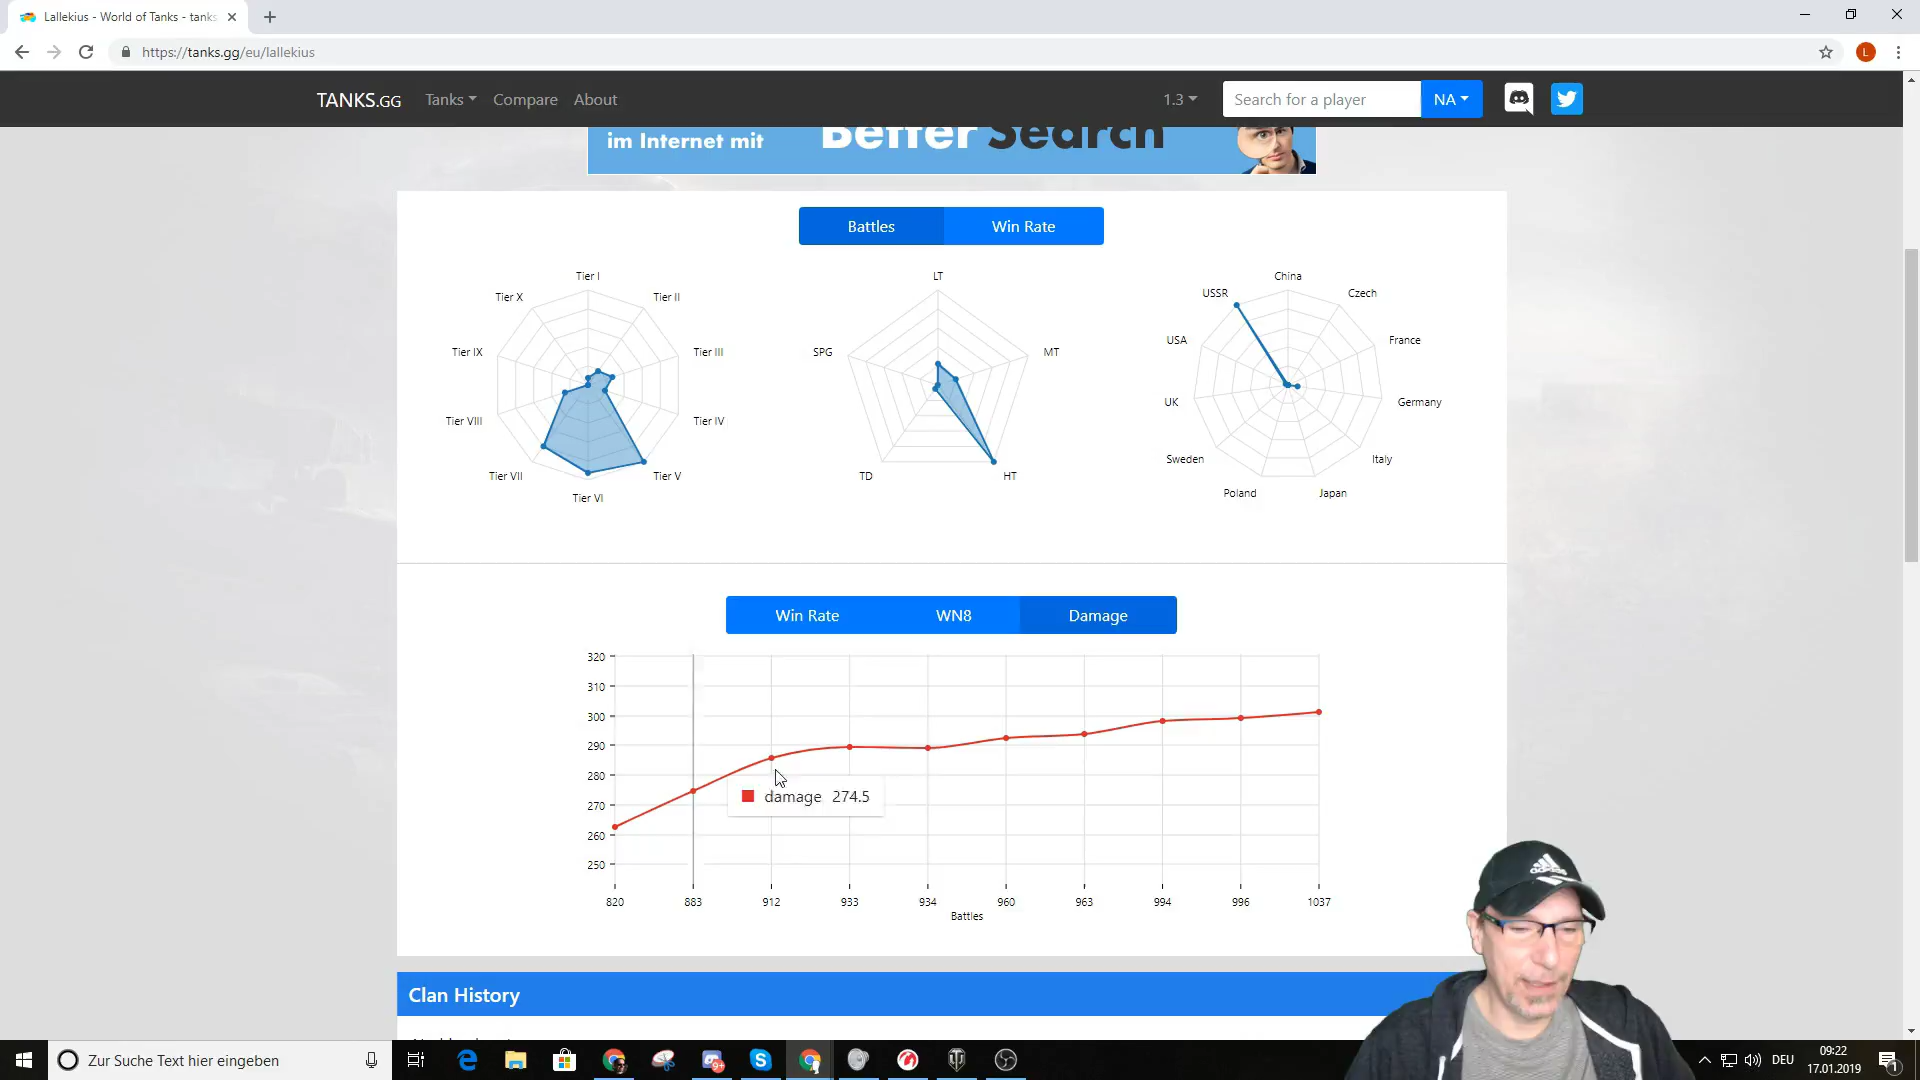 Lallekius - World of Tanks - tanks
https://tanks.gg/eu/lallekius
TANKS.GG
Tanks
Compare
About
1.3
Search for a player
NA
im Internet mit
Better Search
Battles
Win Rate
Tier I
Tier II
Tier III
Tier IV
Tier V
Tier VI
Tier VII
Tier VIII
Tier IX
Tier X
LT
MT
HT
TD
SPG
China
Czech
France
Germany
Italy
Japan
Poland
Sweden
UK
USA
USSR
Win Rate
WN8
Damage
320
310
300
290
280
270
260
250
damage 274.5
820
883
912
933
934
960
963
994
996
1037
Battles
Clan History
adidas
Zur Suche Text hier eingeben
9+
DEU
09:22
17.01.2019
1
L